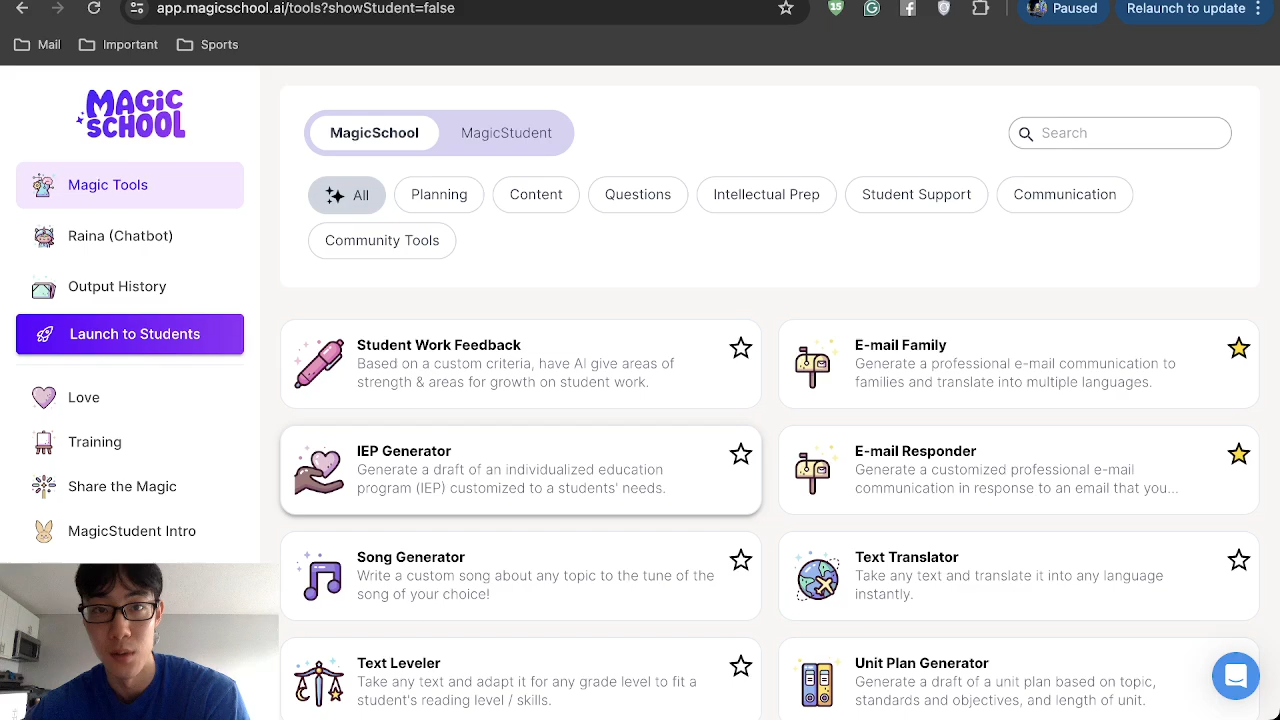 app.magicschool.ai/tools?showStudent=false
Paused
Relaunch to update
Mail
Important
Sports
MAGIC SCHOOL
Magic Tools
Raina (Chatbot)
Output History
Launch to Students
Love
Training
Share the Magic
MagicStudent Intro
MagicSchool
MagicStudent
Search
All
Planning
Content
Questions
Intellectual Prep
Student Support
Communication
Community Tools
Student Work Feedback
Based on a custom criteria, have AI give areas of
strength & areas for growth on student work.
E-mail Family
Generate a professional e-mail communication to
families and translate into multiple languages.
IEP Generator
Generate a draft of an individualized education
program (IEP) customized to a students' needs.
E-mail Responder
Generate a customized professional e-mail
communication in response to an email that you...
Song Generator
Write a custom song about any topic to the tune of the
song of your choice!
Text Translator
Take any text and translate it into any language
instantly.
Text Leveler
Take any text and adapt it for any grade level to fit a
student's reading level / skills.
Unit Plan Generator
Generate a draft of a unit plan based on topic,
standards and objectives, and length of unit.